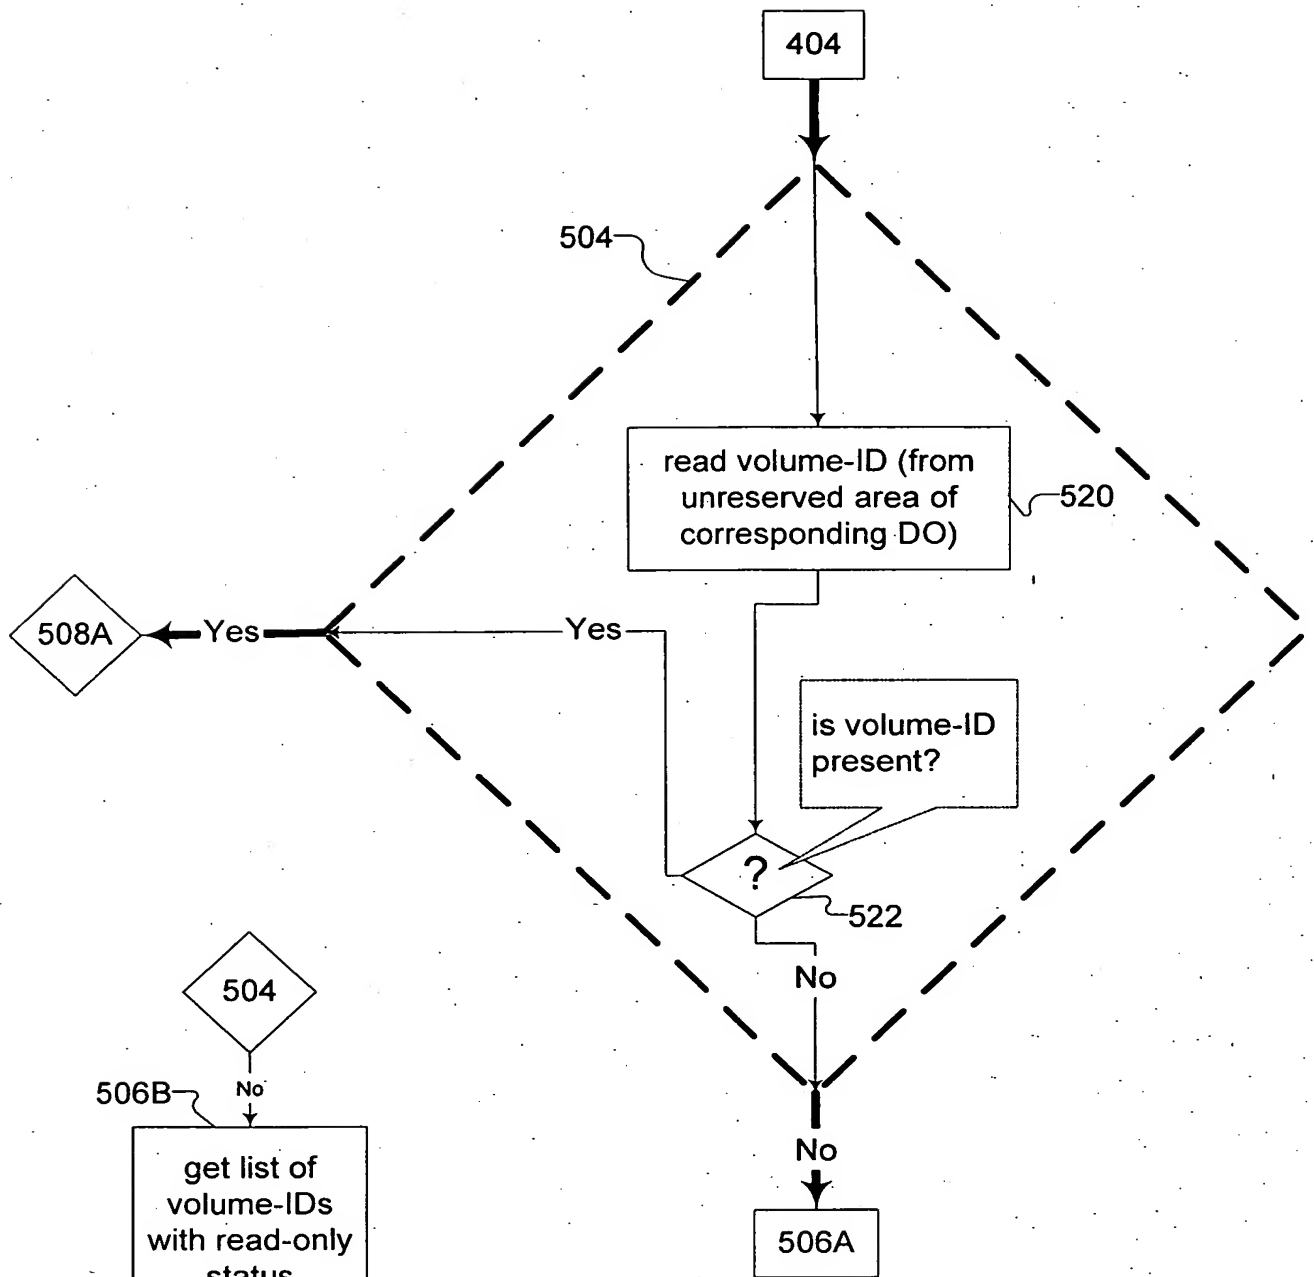 404
504
read volume-ID (from
unreserved area of
corresponding DO)
520
508A
Yes
Yes
is volume-ID
present?
?
522
No
504
No
506B
get list of
volume-IDs
with read-only
status
No
506A